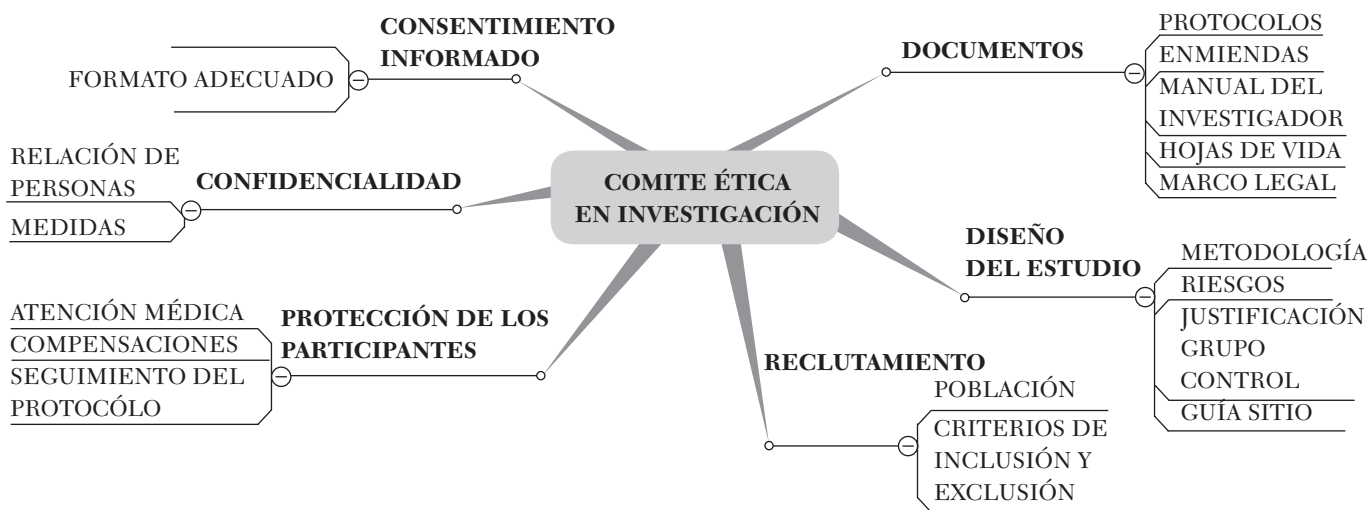 COMITE ÉTICA
EN INVESTIGACIÓN
CONSENTIMIENTO
INFORMADO
FORMATO ADECUADO
CONFIDENCIALIDAD
RELACIÓN DE
PERSONAS
MEDIDAS
PROTECCIÓN DE LOS
PARTICIPANTES
ATENCIÓN MÉDICA
COMPENSACIONES
SEGUIMIENTO DEL
PROTOCÓLO
DOCUMENTOS
PROTOCOLOS
ENMIENDAS
MANUAL DEL
INVESTIGADOR
HOJAS DE VIDA
MARCO LEGAL
DISEÑO
DEL ESTUDIO
METODOLOGÍA
RIESGOS
JUSTIFICACIÓN
GRUPO
CONTROL
GUÍA SITIO
RECLUTAMIENTO
POBLACIÓN
CRITERIOS DE
INCLUSIÓN Y
EXCLUSIÓN